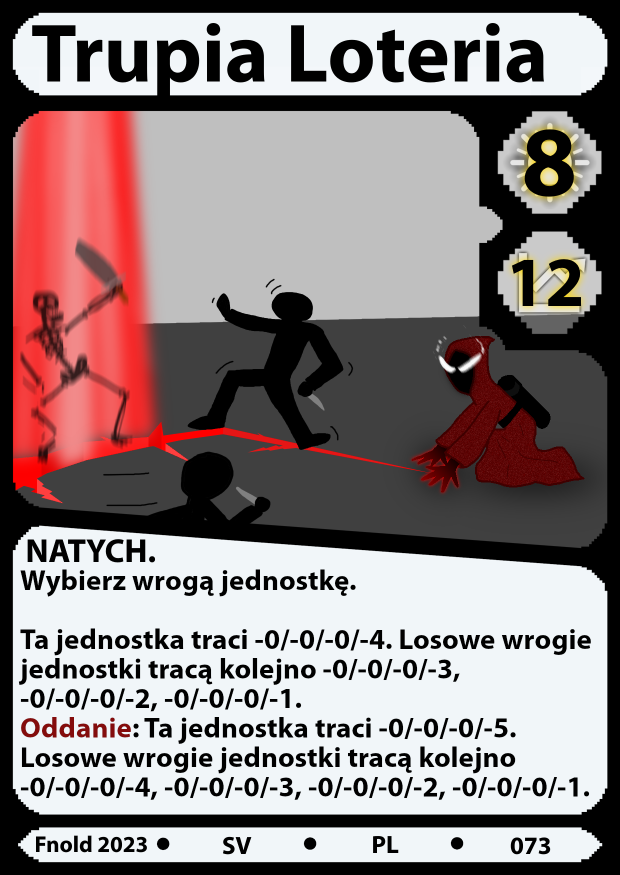 Trupia Loteria
8
12
NATYCH.
Wybierz wrogą jednostkę.
Ta jednostka traci -0/-0/-0/-4. Losowe wrogie
jednostki tracą kolejno -0/-0/-0/-3,
-0/-0/-0/-2, -0/-0/-0/-1.
Oddanie: Ta jednostka traci -0/-0/-0/-5.
Losowe wrogie jednostki tracą kolejno
-0/-0/-0/-4, -0/-0/-0/-3, -0/-0/-0/-2, -0/-0/-0/-1.
Fnold 2023 • SV • PL • 073